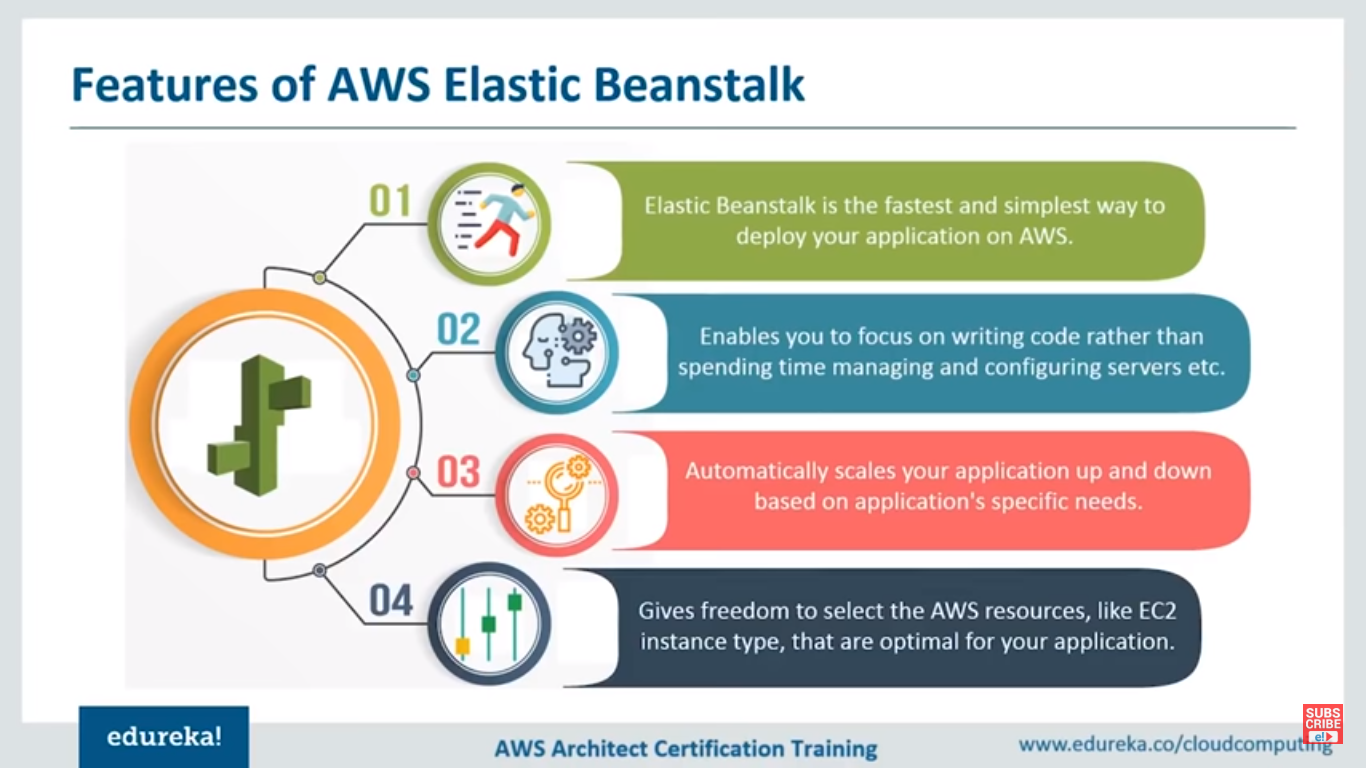 Features of AWS Elastic Beanstalk
01
Elastic Beanstalk is the fastest and simplest way to
deploy your application on AWS.
02
Enables you to focus on writing code rather than
spending time managing and configuring servers etc.
03
Automatically scales your application up and down
based on application's specific needs.
04
Gives freedom to select the AWS resources, like EC2
instance type, that are optimal for your application.
edureka!
AWS Architect Certification Training
www.edureka.co/cloudcomputing
SUBS
CRIBE
e!